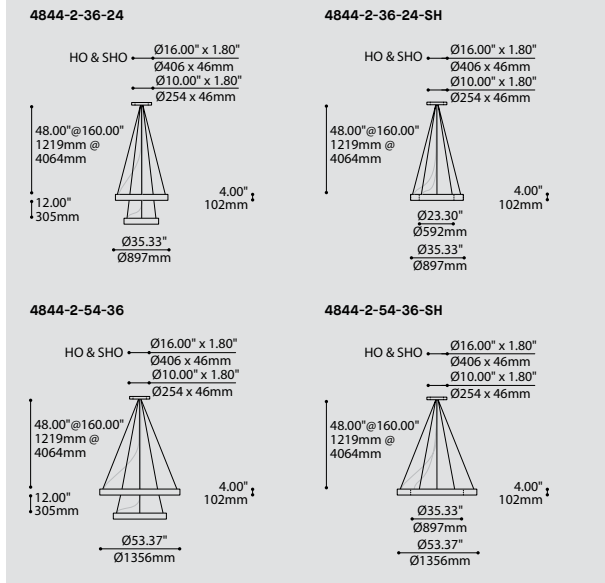 4844-2-36-24
HO & SHO
Ø16.00" x 1.80"
Ø406 x 46mm
Ø10.00" x 1.80"
Ø254 x 46mm
48.00"@160.00"
1219mm @
4064mm
12.00"
305mm
4.00"
102mm
Ø35.33"
Ø897mm
4844-2-36-24-SH
HO & SHO
Ø16.00" x 1.80"
Ø406 x 46mm
Ø10.00" x 1.80"
Ø254 x 46mm
48.00"@160.00"
1219mm @
4064mm
4.00"
102mm
Ø23.30"
Ø592mm
Ø35.33"
Ø897mm
4844-2-54-36
HO & SHO
Ø16.00" x 1.80"
Ø406 x 46mm
Ø10.00" x 1.80"
Ø254 x 46mm
48.00"@160.00"
1219mm @
4064mm
12.00"
305mm
4.00"
102mm
Ø53.37"
Ø1356mm
4844-2-54-36-SH
HO & SHO
Ø16.00" x 1.80"
Ø406 x 46mm
Ø10.00" x 1.80"
Ø254 x 46mm
48.00"@160.00"
1219mm @
4064mm
4.00"
102mm
Ø35.33"
Ø897mm
Ø53.37"
Ø1356mm